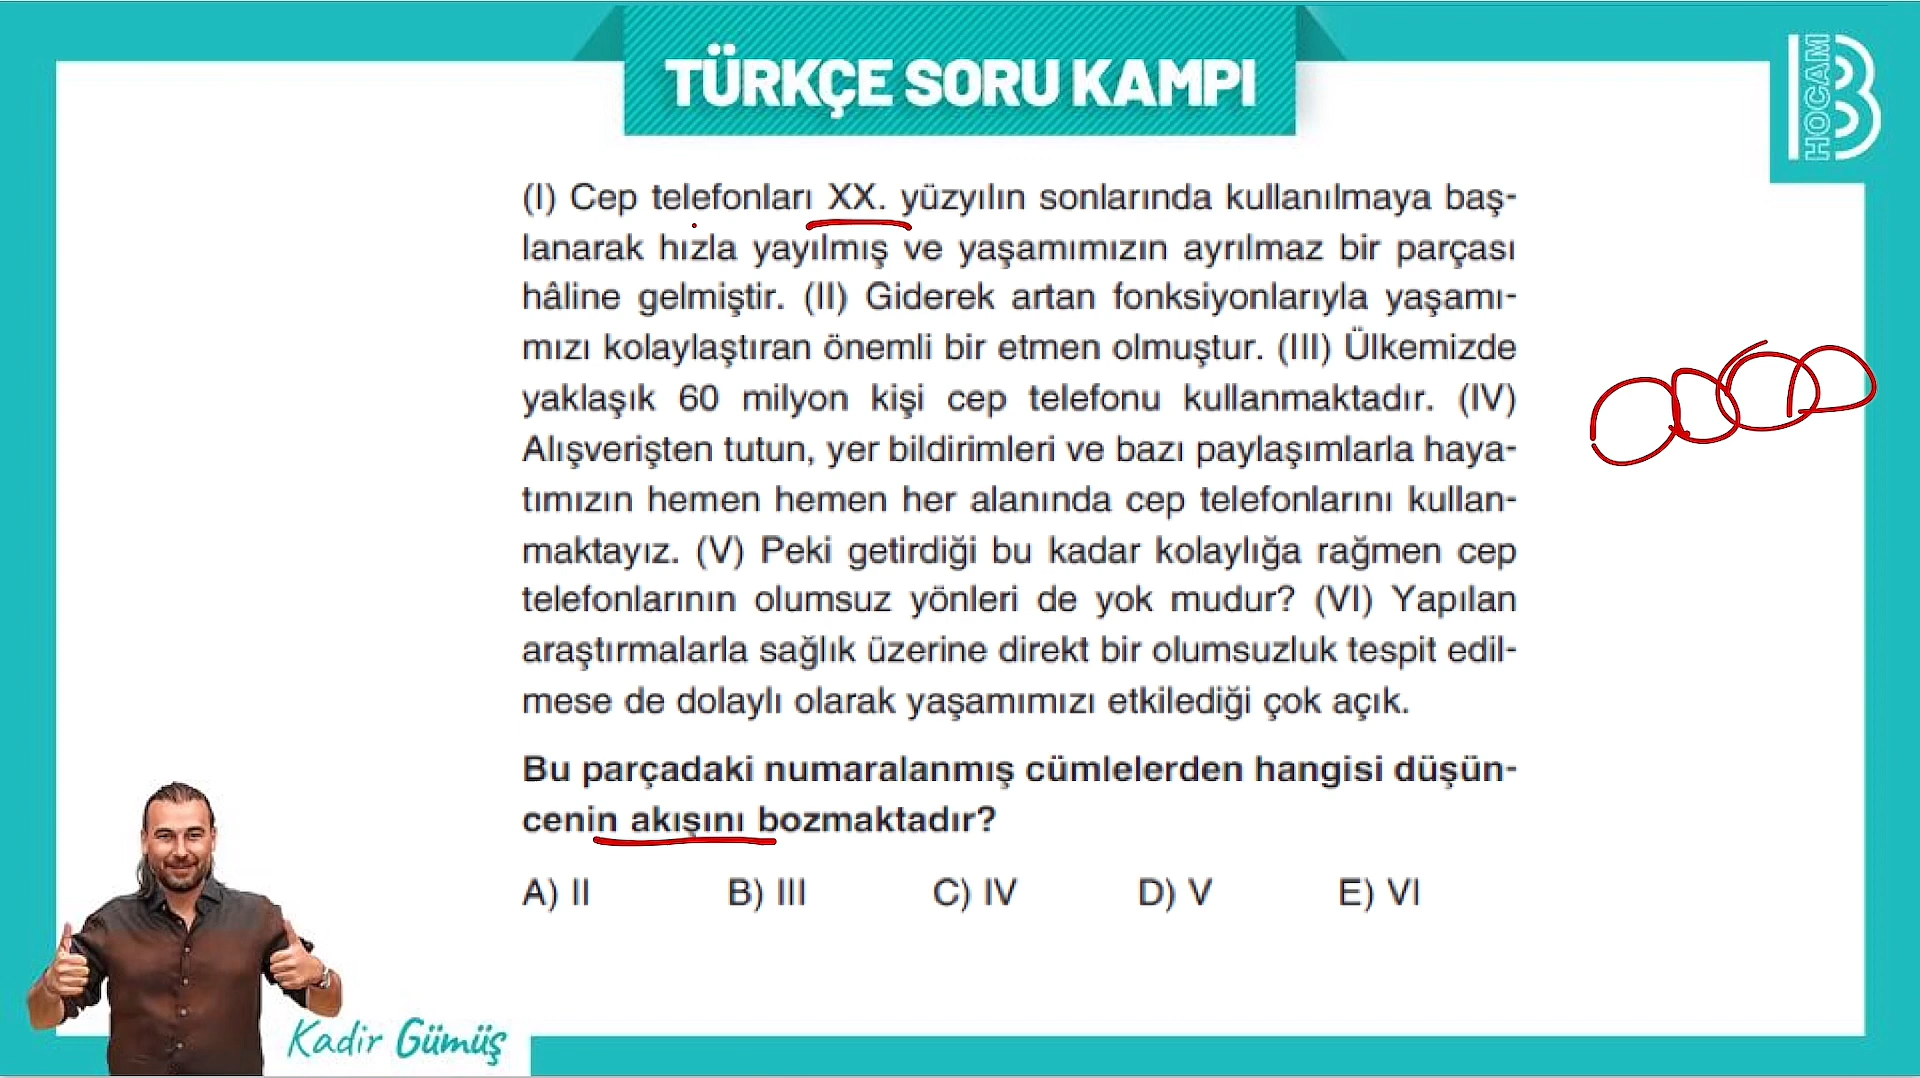 TÜRKÇE SORU KAMPI
B HOCAM
(I) Cep telefonları XX. yüzyılın sonlarında kullanılmaya baş-
lanarak hızla yayılmış ve yaşamımızın ayrılmaz bir parçası
hâline gelmiştir. (II) Giderek artan fonksiyonlarıyla yaşamı-
mızı kolaylaştıran önemli bir etmen olmuştur. (III) Ülkemizde
yaklaşık 60 milyon kişi cep telefonu kullanmaktadır. (IV)
Alışverişten tutun, yer bildirimleri ve bazı paylaşımlarla haya-
tımızın hemen hemen her alanında cep telefonlarını kullan-
maktayız. (V) Peki getirdiği bu kadar kolaylığa rağmen cep
telefonlarının olumsuz yönleri de yok mudur? (VI) Yapılan
araştırmalarla sağlık üzerine direkt bir olumsuzluk tespit edil-
mese de dolaylı olarak yaşamımızı etkilediği çok açık.
Bu parçadaki numaralanmış cümlelerden hangisi düşün-
cenin akışını bozmaktadır?
A) II B) III C) IV D) V E) VI
Kadir Gümüş